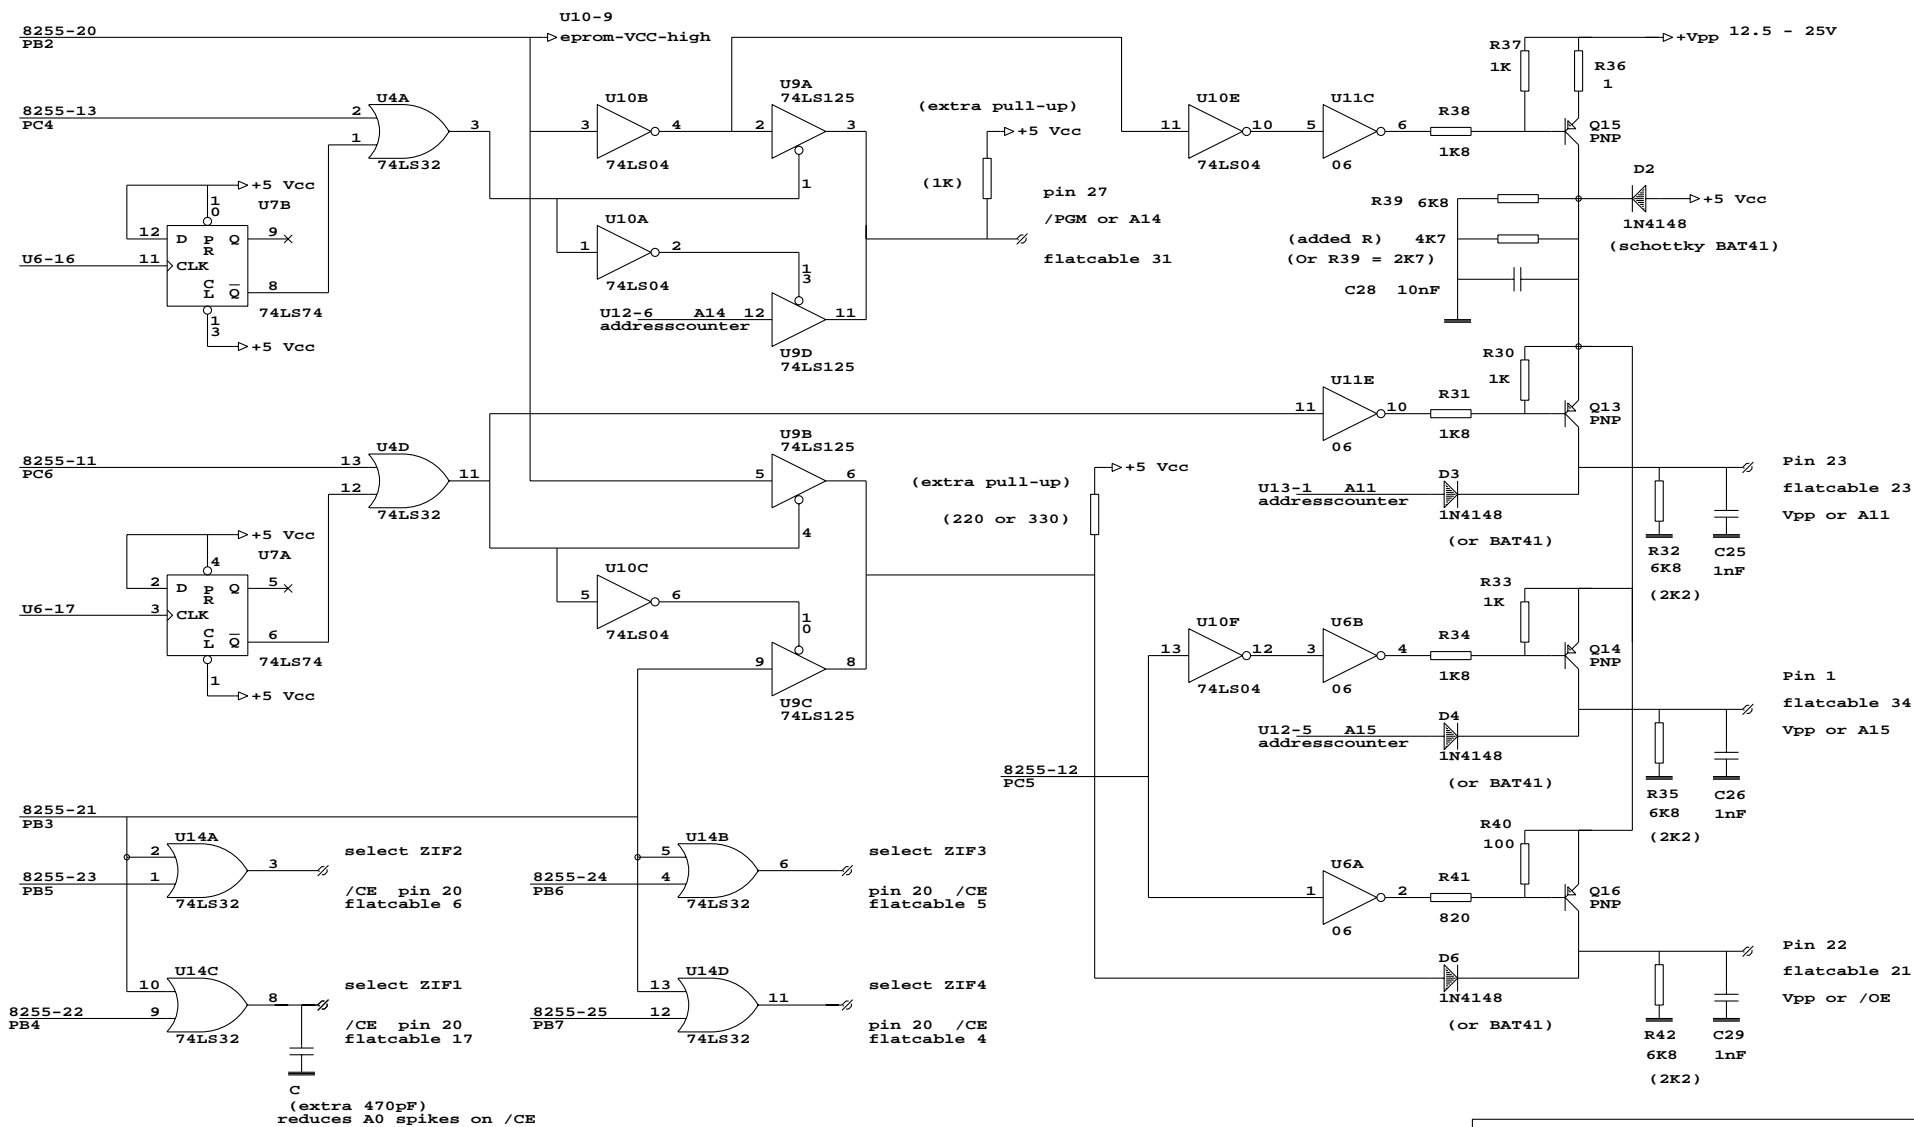 U10-9
8255-20
PB2
eprom-VCC-high
8255-13
PC4
2
1
U4A
3
74LS32
U10B
3
4
74LS04
U9A
74LS125
2
3
1
(extra pull-up)
+5 Vcc
(1K)
pin 27
/PGM or A14
flatcable 31
U10E
11
10
74LS04
U11C
5
6
06
R38
1K8
R37
1K
R36
1
+Vpp 12.5 - 25V
Q15
PNP
D2
+5 Vcc
1N4148
(schottky BAT41)
R39 6K8
(added R) 4K7
(Or R39 = 2K7)
C28 10nF
+5 Vcc
U7B
10
12
D
PR
Q
9
U6-16
11
CLK
CL
Q
8
74LS74
13
+5 Vcc
U10A
1
2
74LS04
13
U12-6 A14 12
addresscounter
11
U9D
74LS125
R30
1K
U11E
11
10
06
R31
1K8
Q13
PNP
U13-1 A11
addresscounter
D3
1N4148
(or BAT41)
Pin 23
flatcable 23
Vpp or A11
R32
6K8
(2K2)
C25
1nF
8255-11
PC6
13
12
U4D
11
74LS32
U9B
74LS125
5
6
4
(extra pull-up)
(220 or 330)
+5 Vcc
+5 Vcc
U7A
4
2
D
PR
Q
5
U6-17
3
CLK
CL
Q
6
74LS74
1
+5 Vcc
U10C
5
6
74LS04
10
9
8
U9C
74LS125
U10F
13
12
74LS04
U6B
3
4
06
R33
1K
R34
1K8
Q14
PNP
U12-5 A15
addresscounter
D4
1N4148
(or BAT41)
Pin 1
flatcable 34
Vpp or A15
R35
6K8
(2K2)
C26
1nF
8255-12
PC5
R40
100
U6A
1
2
06
R41
820
Q16
PNP
D6
1N4148
(or BAT41)
Pin 22
flatcable 21
Vpp or /OE
R42
6K8
(2K2)
C29
1nF
8255-21
PB3
U14A
2
1
3
74LS32
8255-23
PB5
select ZIF2
/CE pin 20
flatcable 6
U14B
5
4
6
74LS32
8255-24
PB6
select ZIF3
pin 20 /CE
flatcable 5
U14C
10
9
8
74LS32
8255-22
PB4
select ZIF1
/CE pin 20
flatcable 17
U14D
13
12
11
74LS32
8255-25
PB7
select ZIF4
pin 20 /CE
flatcable 4
C
(extra 470pF)
reduces A0 spikes on /CE